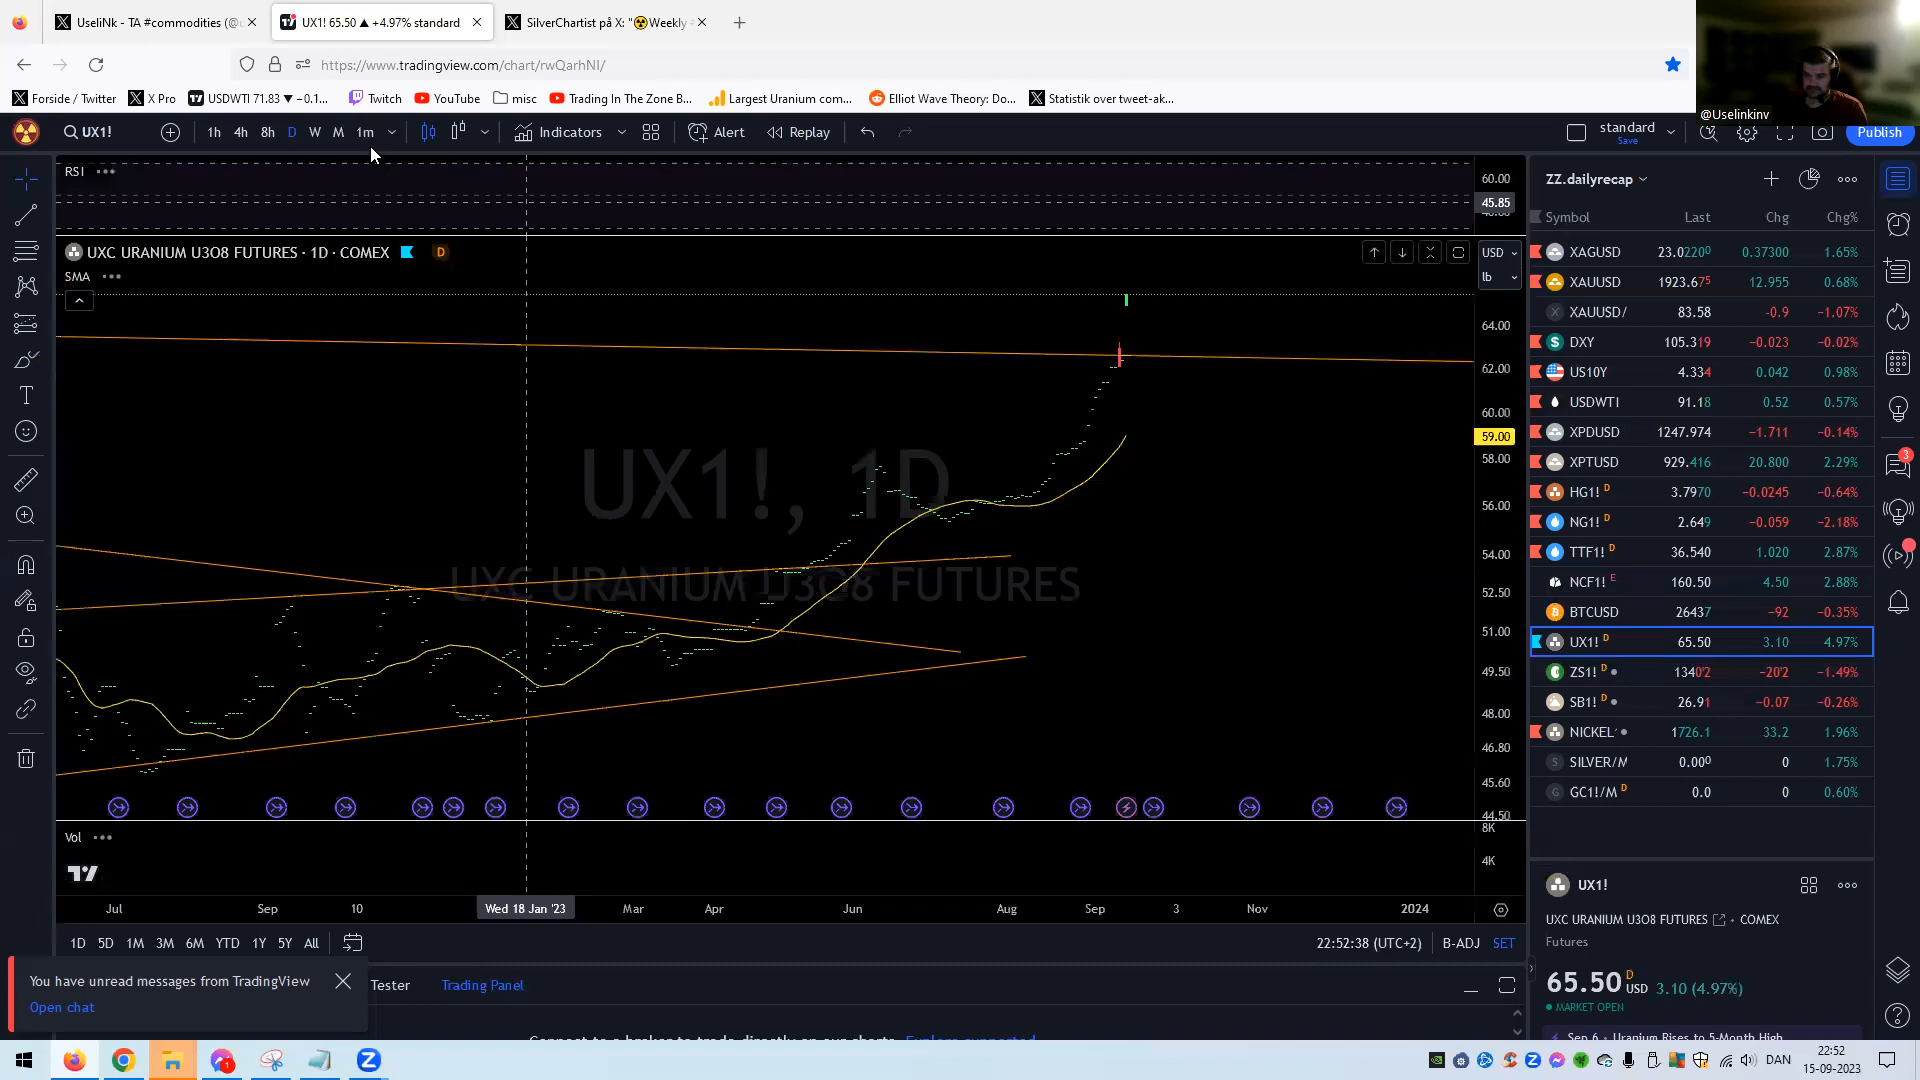 UseliNk - TA #commodities (@u
UX1! 65.50 ▲ +4.97% standard
SilverChartist på X: "☢Weekly
https://www.tradingview.com/chart/rwQarhNI/
Forside / Twitter
X Pro
USDWTI 71.83 ▼ −0.1...
Twitch
YouTube
misc
Trading In The Zone B...
Largest Uranium com...
Elliot Wave Theory: Do...
Statistik over tweet-ak...
@Uselinkinv
UX1!
1h 4h 8h D W M 1m
Indicators
Alert
Replay
standard
Save
Publish
RSI
60.00
45.85
UXC URANIUM U3O8 FUTURES · 1D · COMEX
D
USD
lb
SMA
64.00
62.00
60.00
59.00
58.00
56.00
54.00
52.50
51.00
49.50
48.00
46.80
45.60
44.50
UX1!, 1D
UXC URANIUM U3O8 FUTURES
Vol
8K
4K
Jul Sep 10 Wed 18 Jan '23 Mar Apr Jun Aug Sep 3 Nov 2024
1D 5D 1M 3M 6M YTD 1Y 5Y All
22:52:38 (UTC+2) B-ADJ SET
You have unread messages from TradingView
Open chat
Tester
Trading Panel
ZZ.dailyrecap
Symbol Last Chg Chg%
XAGUSD 23.0220⁰ 0.37300 1.65%
XAUUSD 1923.67⁵ 12.955 0.68%
XAUUSD/ 83.58 −0.9 −1.07%
DXY 105.319 −0.023 −0.02%
US10Y 4.334 0.042 0.98%
USDWTI 91.18 0.52 0.57%
XPDUSD 1247.974 −1.711 −0.14%
XPTUSD 929.416 20.800 2.29%
HG1! D 3.7970 −0.0245 −0.64%
NG1! D 2.649 −0.059 −2.18%
TTF1! D 36.540 1.020 2.87%
NCF1! E 160.50 4.50 2.88%
BTCUSD 26437 −92 −0.35%
UX1! D 65.50 3.10 4.97%
ZS1! D 1340'2 −20'2 −1.49%
SB1! D 26.91 −0.07 −0.26%
NICKEL 1726.1 33.2 1.96%
SILVER/M 0.00⁰ 0 1.75%
GC1!/M D 0.0 0 0.60%
3
UX1!
UXC URANIUM U3O8 FUTURES • COMEX
Futures
65.50 D USD 3.10 (4.97%)
MARKET OPEN
Sep 6 • Uranium Rises to 5-Month High
1
DAN
22:52
15-09-2023